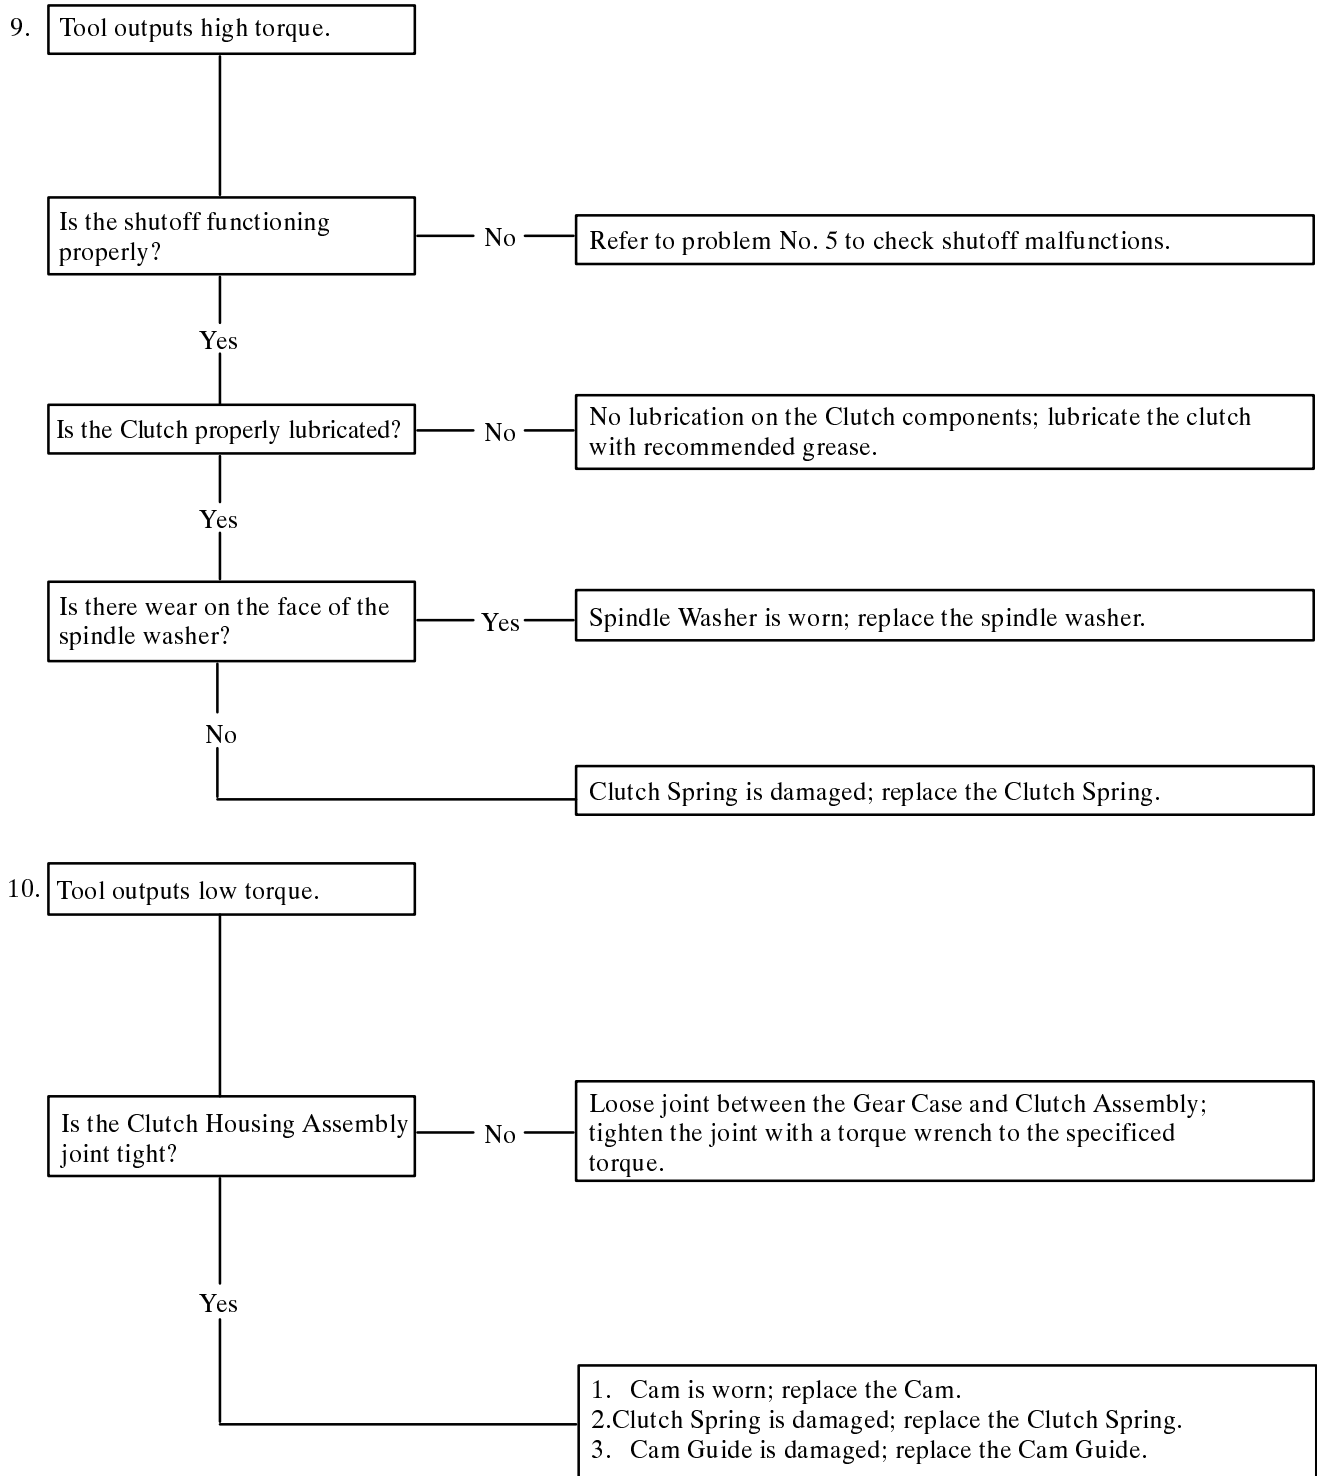 9. Tool outputs high torque.
Is the shutoff functioning
properly?
No
Refer to problem No. 5 to check shutoff malfunctions.
Yes
Is the Clutch properly lubricated?
No
No lubrication on the Clutch components; lubricate the clutch
with recommended grease.
Yes
Is there wear on the face of the
spindle washer?
Yes
Spindle Washer is worn; replace the spindle washer.
No
Clutch Spring is damaged; replace the Clutch Spring.
10. Tool outputs low torque.
Is the Clutch Housing Assembly
joint tight?
No
Loose joint between the Gear Case and Clutch Assembly;
tighten the joint with a torque wrench to the specificed
torque.
Yes
1. Cam is worn; replace the Cam.
2.Clutch Spring is damaged; replace the Clutch Spring.
3. Cam Guide is damaged; replace the Cam Guide.